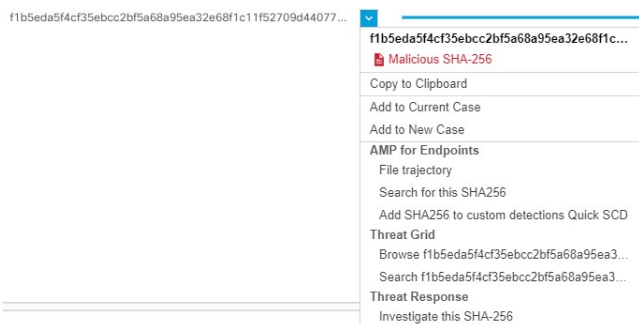 f1b5eda5f4cf35ebcc2bf5a68a95ea32e68f1c11f52709d44077...
f1b5eda5f4cf35ebcc2bf5a68a95ea32e68f1c...
Malicious SHA-256
Copy to Clipboard
Add to Current Case
Add to New Case
AMP for Endpoints
File trajectory
Search for this SHA256
Add SHA256 to custom detections Quick SCD
Threat Grid
Browse f1b5eda5f4cf35ebcc2bf5a68a95ea3...
Search f1b5eda5f4cf35ebcc2bf5a68a95ea3...
Threat Response
Investigate this SHA-256